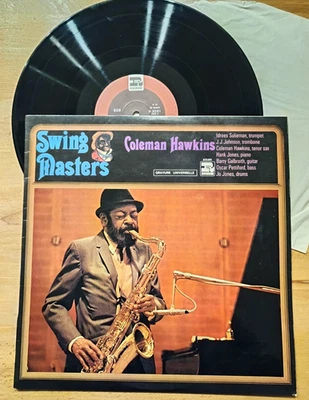 Swing
Masters
Coleman Hawkins
Idrees Sulieman, trumpet
J.J.Johnson, trombone
Coleman Hawkins, tenor sax
Hank Jones, piano
Barry Galbraith, guitar
Oscar Pettiford, bass
Jo Jones, drums
GRAVURE UNIVERSELLE